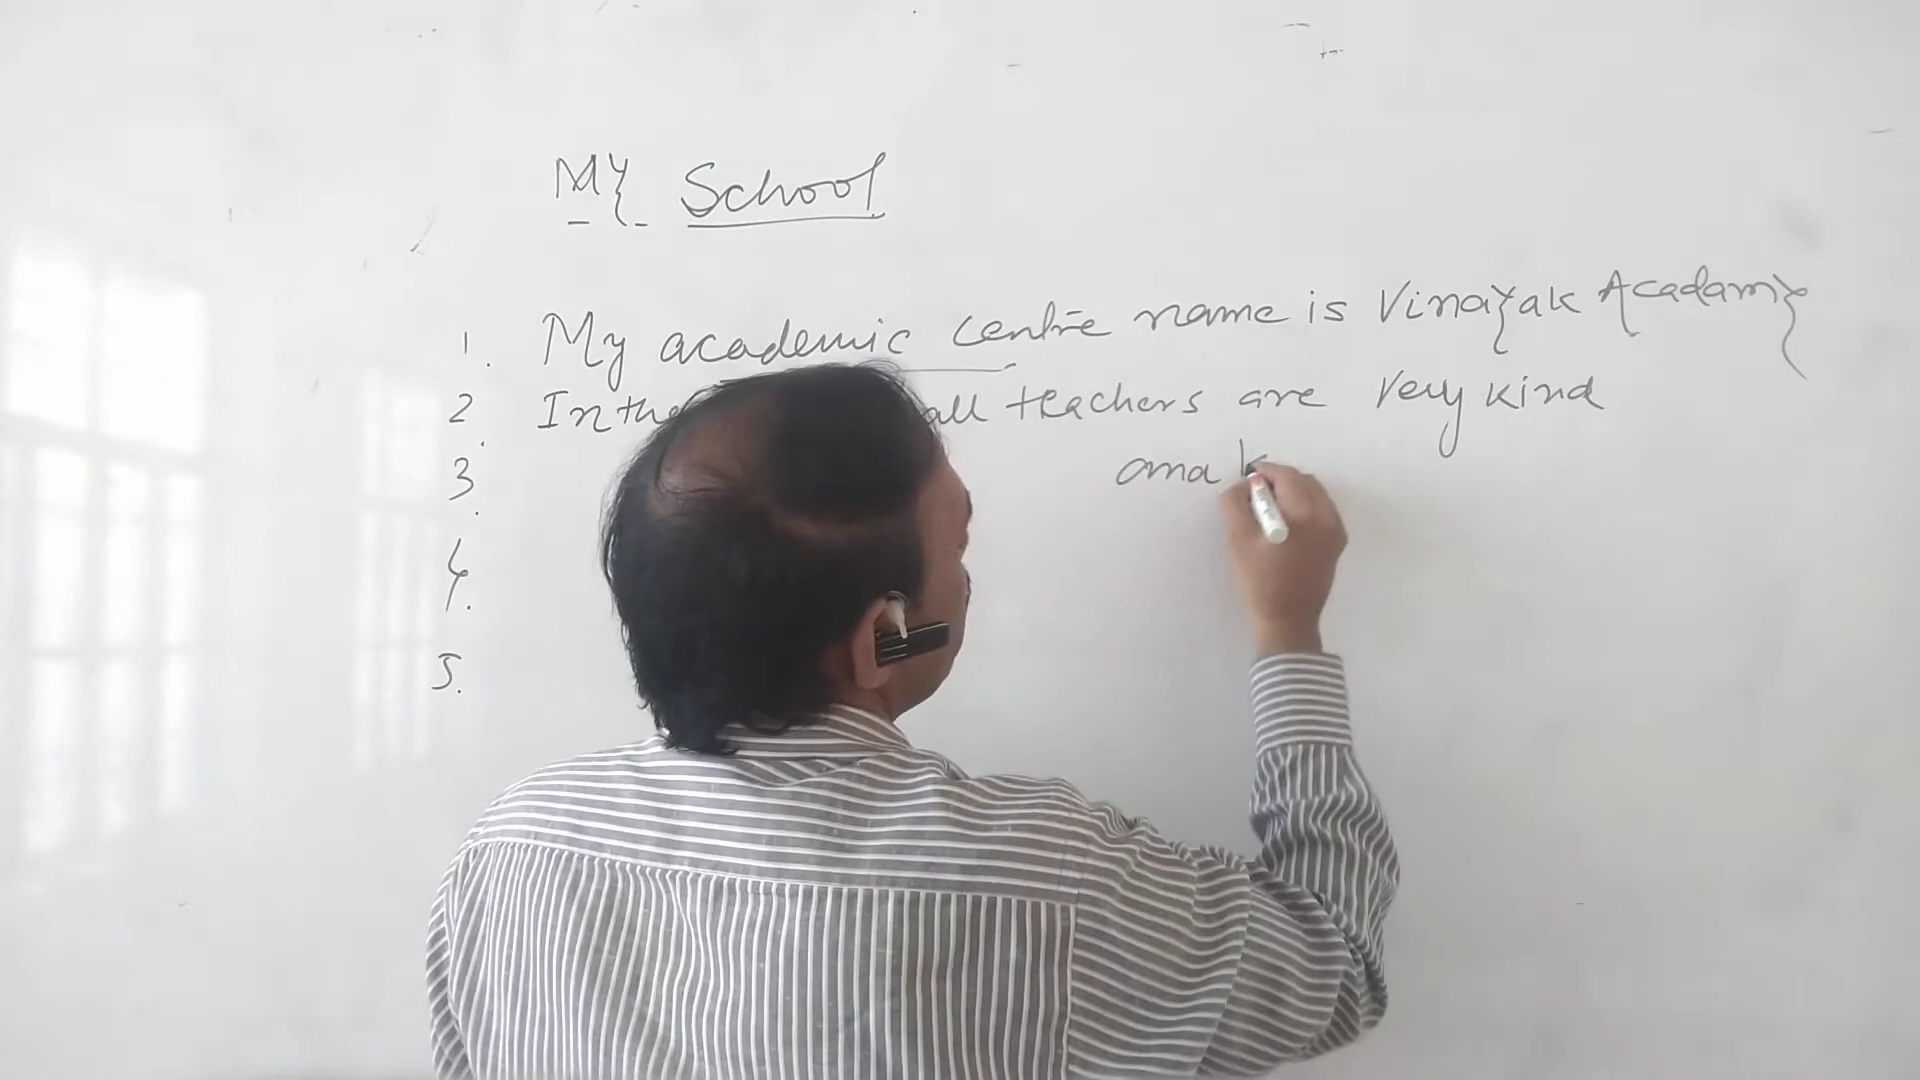 My School
1. My academic centre name is Vinayak Acadamy
2. In the all teachers are very kind
and k
3.
4.
5.